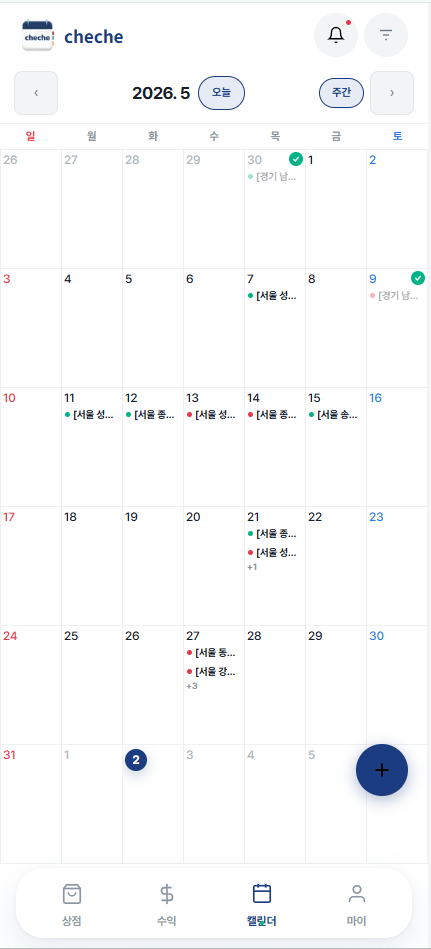 cheche
cheche
‹ 2026. 5 오늘 주간 ›
일 월 화 수 목 금 토
26 27 28 29 30 1 2
[경기 남...
3 4 5 6 7 8 9
[서울 성... [경기 남...
10 11 12 13 14 15 16
[서울 성... [서울 종... [서울 성... [서울 종... [서울 송...
17 18 19 20 21 22 23
[서울 종...
[서울 성...
+1
24 25 26 27 28 29 30
[서울 동...
[서울 강...
+3
31 1 2 3 4 5
+
상점 수익 캘린더 마이